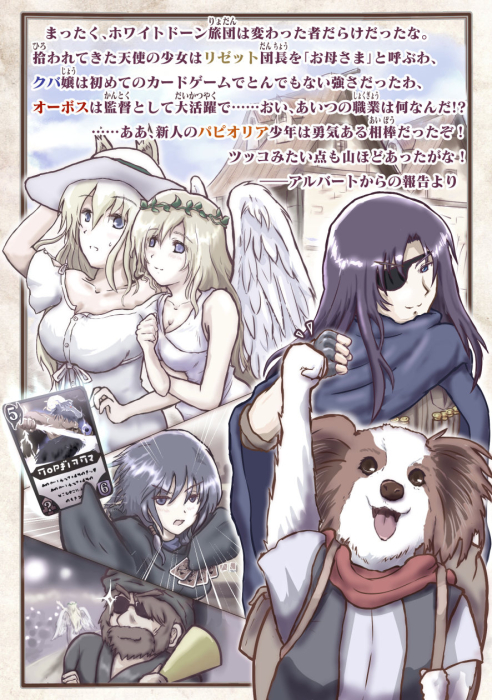 まったく、ホワイトドーン旅団は変わった者だらけだったな。
拾われてきた天使の少女はリゼット団長を「お母さま」と呼ぶわ、
クバ嬢は初めてのカードゲームでとんでもない強さだったわ、
オーボスは監督として大活躍で……おい、あいつの職業は何なんだ!?
……ああ、新人のパピオリア少年は勇気ある相棒だったぞ！
ツッコみたい点も山ほどあったがな！
――アルバートからの報告より
5
6